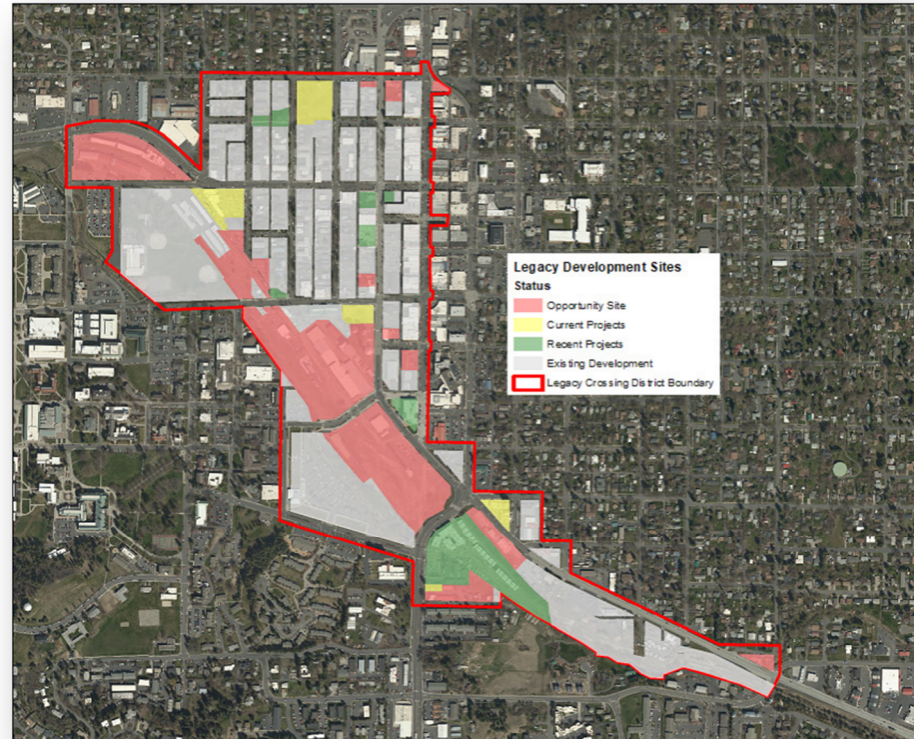 Legacy Development Sites
Status
Opportunity Site
Current Projects
Recent Projects
Existing Development
Legacy Crossing District Boundary